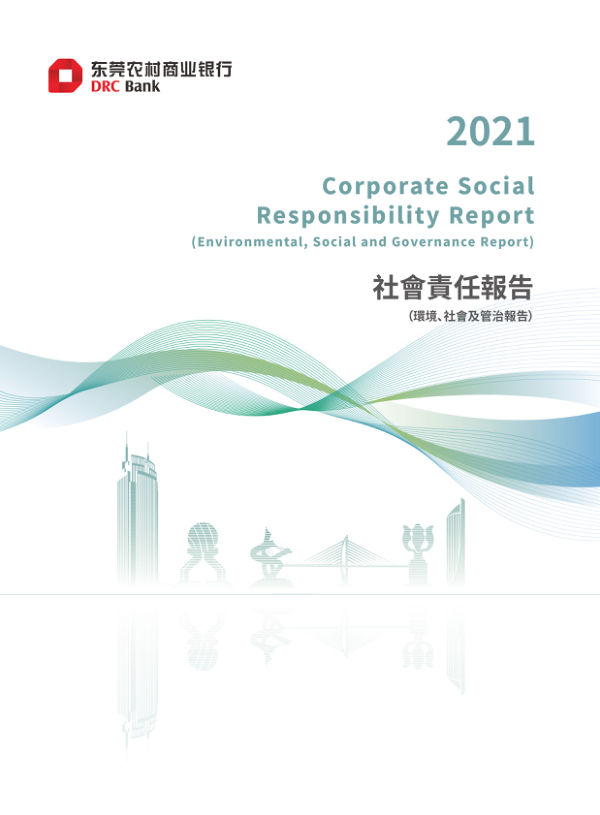 东莞农村商业银行
DRC Bank
2021
Corporate Social
Responsibility Report
(Environmental, Social and Governance Report)
社會責任報告
（環境、社會及管治報告）